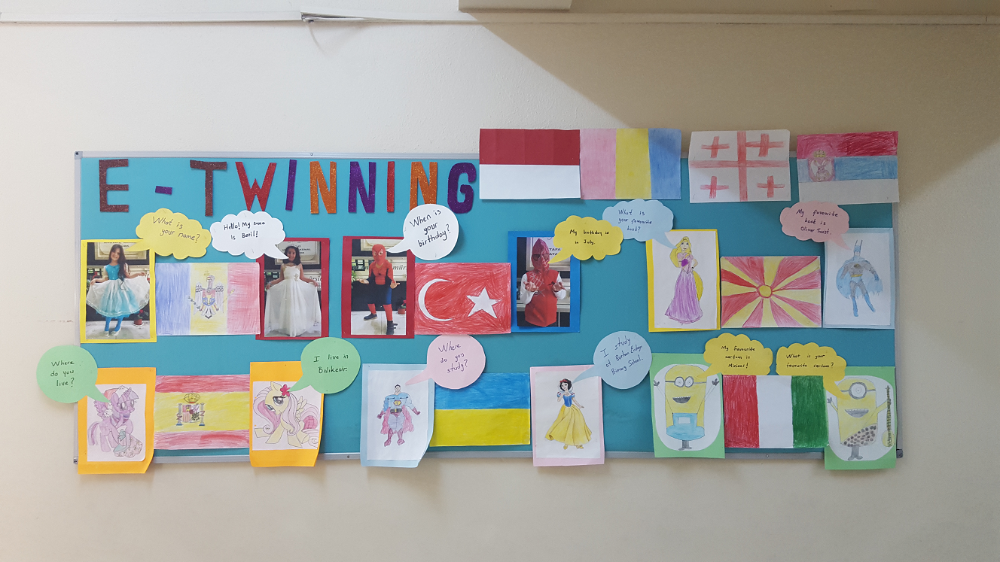 E-TWINNING
What is
your name?
Hello! My name
is Beril!
When is
your
birthday?
My birthday is
in July.
What is
your favourite
book?
My favourite
book is
Oliver Twist.
Where
do you
live?
I live in
Balıkesir.
Where
do you
study?
I study
at
Primary School.
My favourite
cartoon is
Minions!
What is your
favourite cartoon?